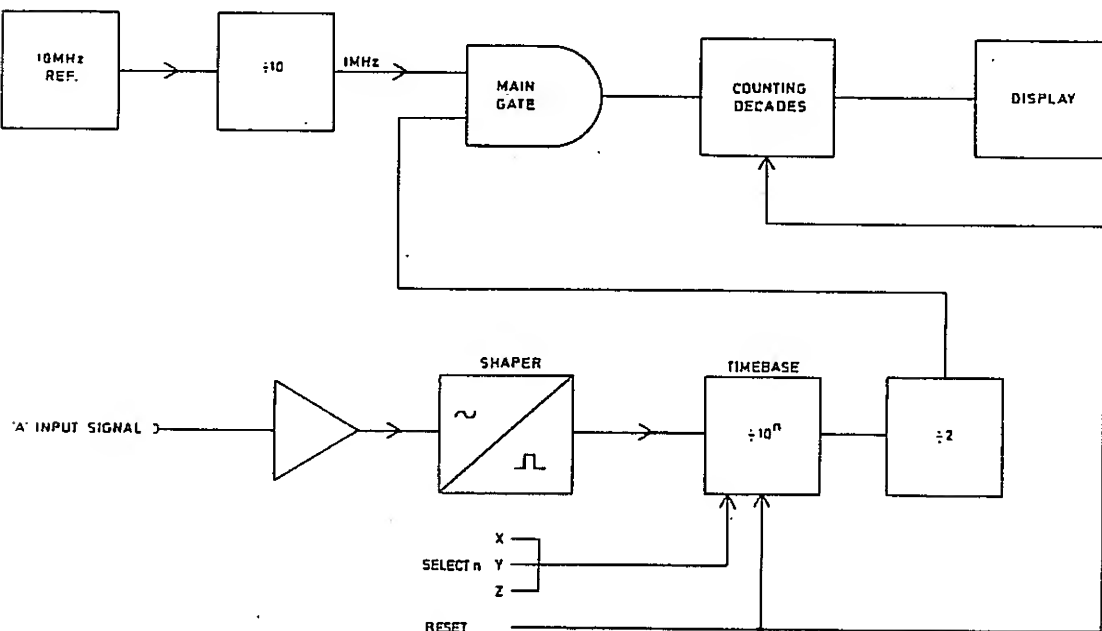 10MHz
REF.
÷10
1MHz
MAIN
GATE
COUNTING
DECADES
DISPLAY
SHAPER
TIMEBASE
'A' INPUT SIGNAL
÷10ⁿ
÷2
SELECT n
X
Y
Z
RESET